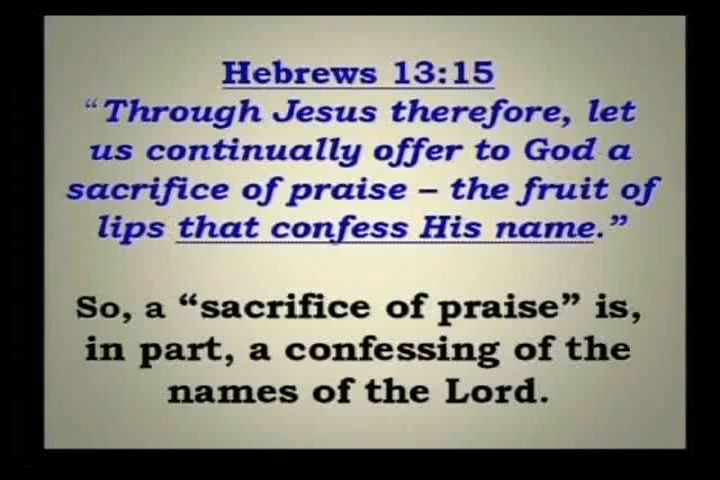 Hebrews 13:15
“Through Jesus therefore, let
us continually offer to God a
sacrifice of praise – the fruit of
lips that confess His name.”
So, a “sacrifice of praise” is,
in part, a confessing of the
names of the Lord.